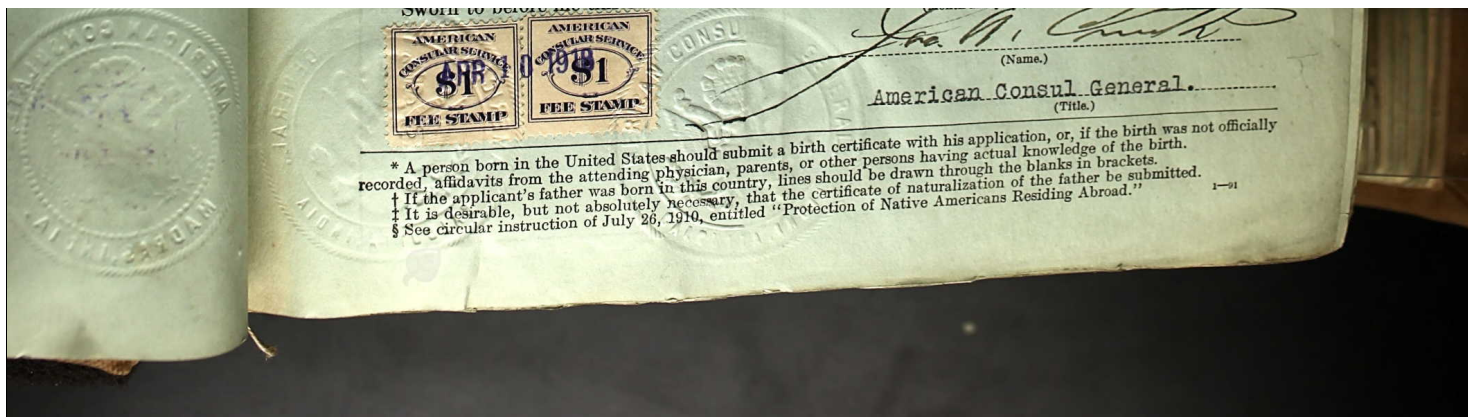 Sworn to before me
AMERICAN
CONSULAR SERVICE
$1
FEE STAMP
AMERICAN
CONSULAR SERVICE
$1
FEE STAMP
APR 10 1918
(Name.)
American Consul General.
(Title.)
* A person born in the United States should submit a birth certificate with his application, or, if the birth was not officially
recorded, affidavits from the attending physician, parents, or other persons having actual knowledge of the birth.
† If the applicant's father was born in this country, lines should be drawn through the blanks in brackets.
‡ It is desirable, but not absolutely necessary, that the certificate of naturalization of the father be submitted.
§ See circular instruction of July 26, 1910, entitled "Protection of Native Americans Residing Abroad." 1—91